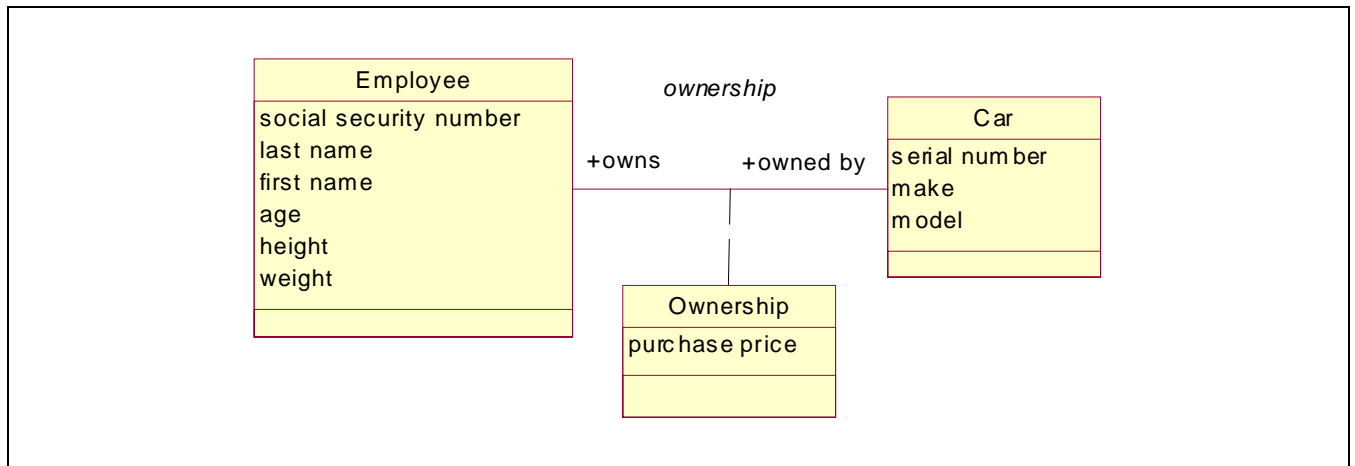 Employee
social security number
last name
first name
age
height
weight
ownership
+owns
+owned by
Car
serial number
make
model
Ownership
purchase price